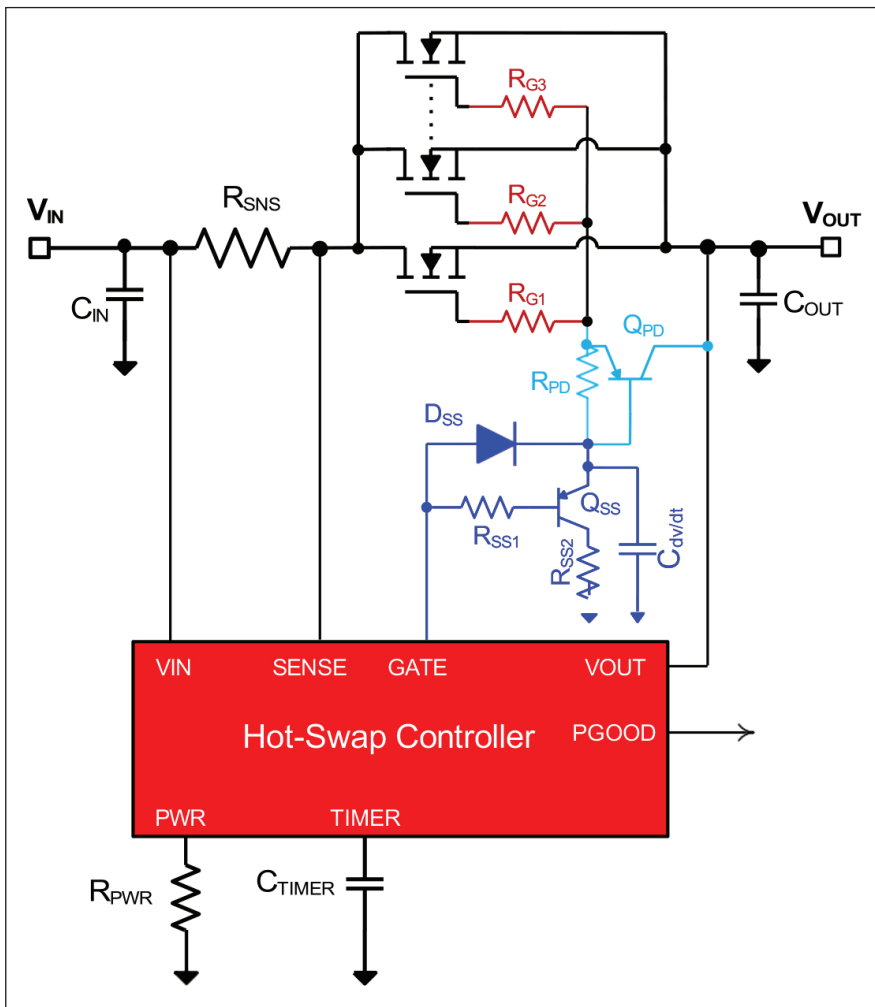 R_G3
R_G2
R_SNS
V_IN
V_OUT
R_G1
C_IN
C_OUT
Q_PD
R_PD
D_SS
Q_SS
R_SS1
R_SS2
C_dv/dt
VIN
SENSE
GATE
VOUT
PGOOD
Hot-Swap Controller
PWR
TIMER
R_PWR
C_TIMER